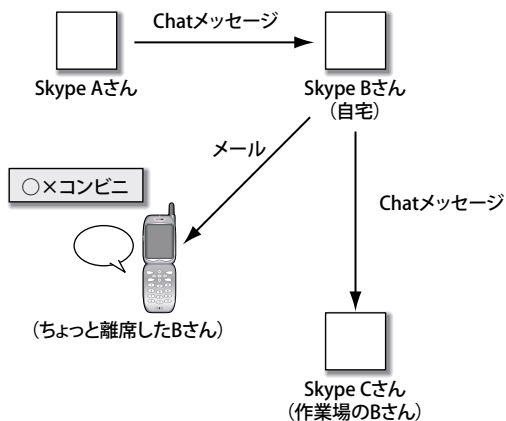 Chatメッセージ
Skype Aさん
Skype Bさん
(自宅)
メール
○×コンビニ
Chatメッセージ
(ちょっと離席したBさん)
Skype Cさん
(作業場のBさん)